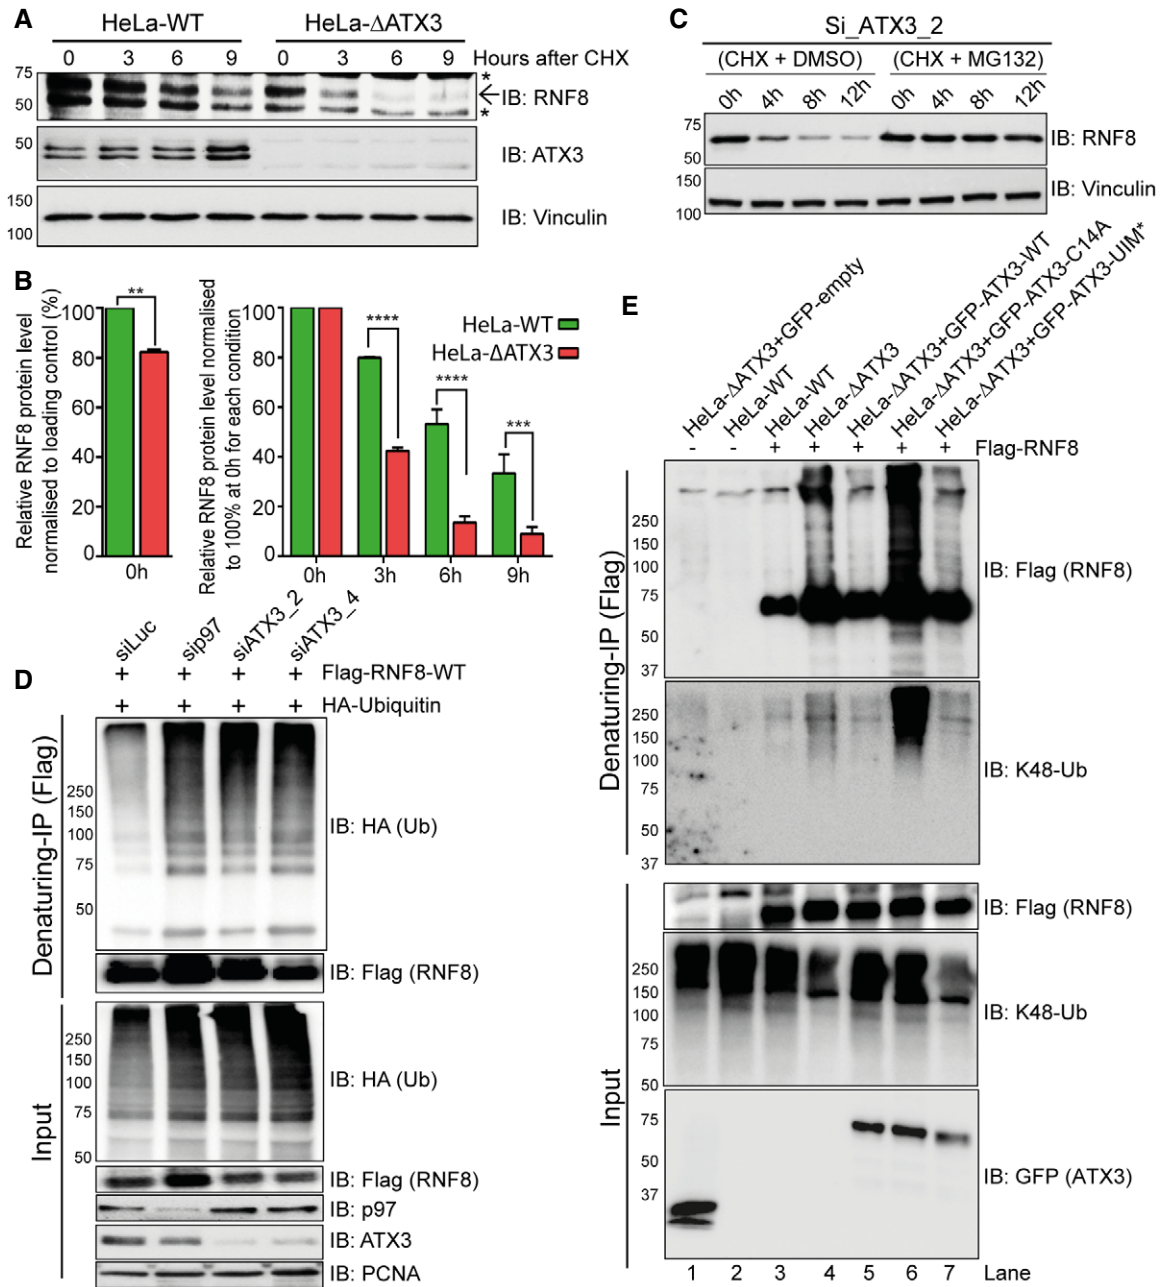 A
HeLa-WT HeLa-ΔATX3
0 3 6 9 0 3 6 9 Hours after CHX
75
50
*
IB: RNF8
*
50
IB: ATX3
150
100
IB: Vinculin
C
Si_ATX3_2
(CHX + DMSO) (CHX + MG132)
0h 4h 8h 12h 0h 4h 8h 12h
75
50
IB: RNF8
150
100
IB: Vinculin
B
Relative RNF8 protein level
normalised to loading control (%)
100
80
60
40
20
0
**
0h
Relative RNF8 protein level normalised
to 100% at 0h for each condition
100
80
60
40
20
0
****
****
***
HeLa-WT
HeLa-ΔATX3
0h 3h 6h 9h
D
siLuc sip97 siATX3_2 siATX3_4
+ + + + Flag-RNF8-WT
+ + + + HA-Ubiquitin
Denaturing-IP (Flag)
250
150
100
75
50
IB: HA (Ub)
IB: Flag (RNF8)
Input
250
150
100
75
50
IB: HA (Ub)
IB: Flag (RNF8)
IB: p97
IB: ATX3
IB: PCNA
E
HeLa-ΔATX3+GFP-empty
HeLa-WT
HeLa-WT
HeLa-ΔATX3
HeLa-ΔATX3+GFP-ATX3-WT
HeLa-ΔATX3+GFP-ATX3-C14A
HeLa-ΔATX3+GFP-ATX3-UIM*
- - + + + + + Flag-RNF8
Denaturing-IP (Flag)
250
150
100
75
50
37
IB: Flag (RNF8)
250
150
100
75
50
37
IB: K48-Ub
Input
IB: Flag (RNF8)
250
150
100
75
50
IB: K48-Ub
75
50
37
IB: GFP (ATX3)
1 2 3 4 5 6 7 Lane